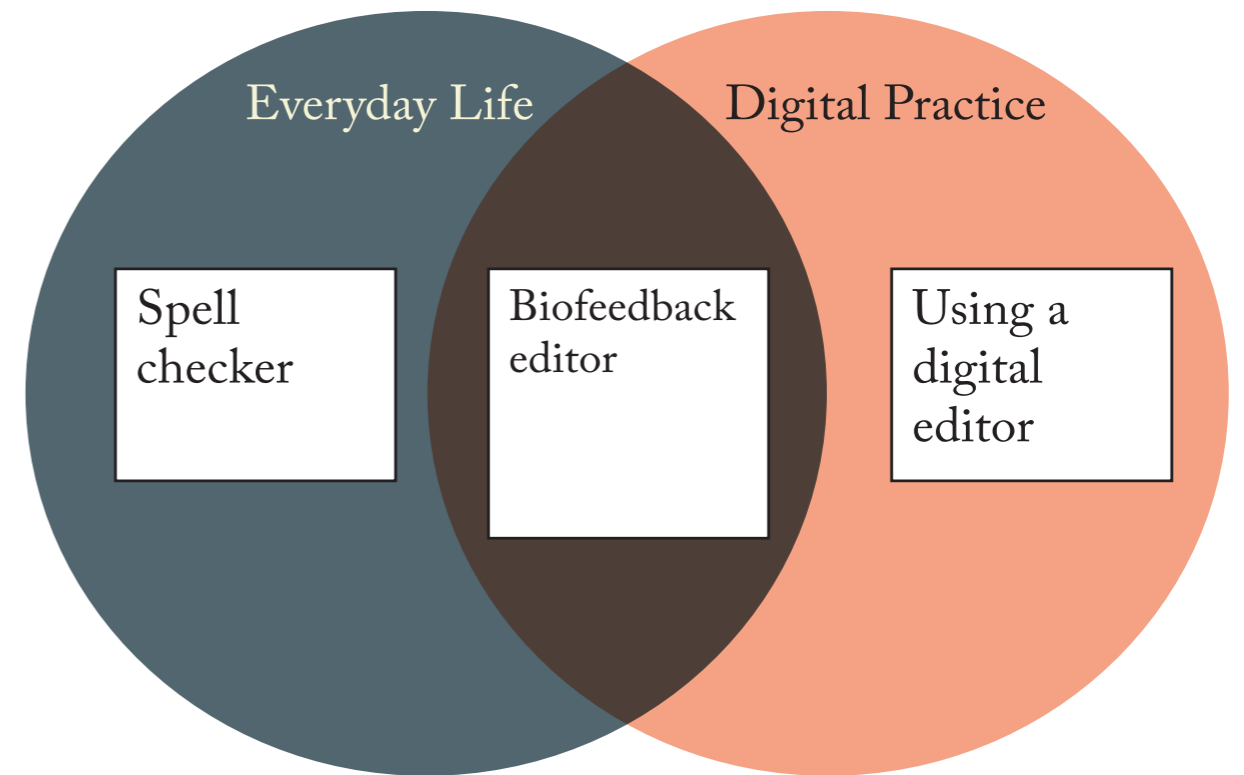 Everyday Life
Digital Practice
Spell
checker
Biofeedback
editor
Using a
digital
editor